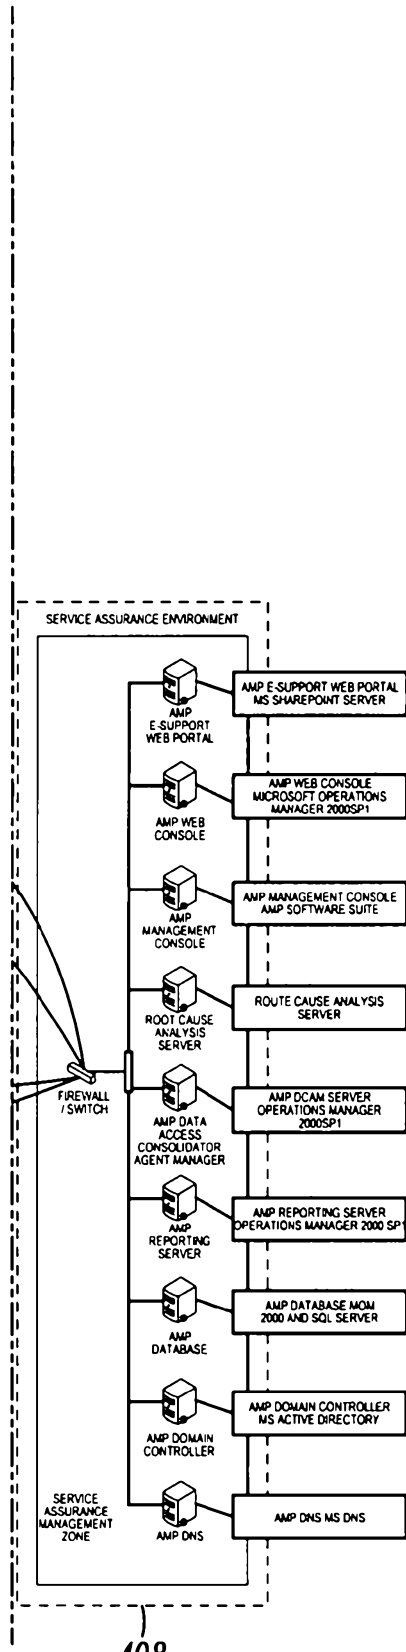 SERVICE ASSURANCE ENVIRONMENT
AMP
E-SUPPORT
WEB PORTAL
AMP E-SUPPORT WEB PORTAL
MS SHAREPOINT SERVER
AMP WEB
CONSOLE
AMP WEB CONSOLE
MICROSOFT OPERATIONS
MANAGER 2000SP1
AMP
MANAGEMENT
CONSOLE
AMP MANAGEMENT CONSOLE
AMP SOFTWARE SUITE
ROOT CAUSE
ANALYSIS
SERVER
ROUTE CAUSE ANALYSIS
SERVER
FIREWALL
/ SWITCH
AMP DATA
ACCESS
CONSOLIDATOR
AGENT MANAGER
AMP DCAM SERVER
OPERATIONS MANAGER
2000SP1
AMP
REPORTING
SERVER
AMP REPORTING SERVER
OPERATIONS MANAGER 2000 SP1
AMP
DATABASE
AMP DATABASE MOM
2000 AND SQL SERVER
AMP DOMAIN
CONTROLLER
AMP DOMAIN CONTROLLER
MS ACTIVE DIRECTORY
SERVICE
ASSURANCE
MANAGEMENT
ZONE
AMP DNS
AMP DNS MS DNS
408